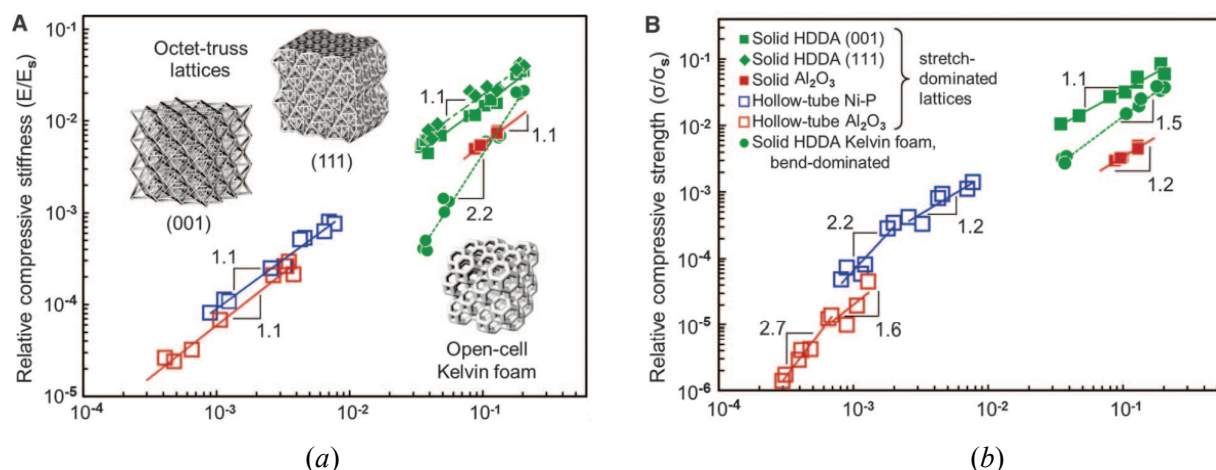 A
Relative compressive stiffness (E/Es)
10-1
10-2
10-3
10-4
10-5
10-4
10-3
10-2
10-1
Octet-truss
lattices
(001)
(111)
1.1
1.1
2.2
1.1
1.1
Open-cell
Kelvin foam
(a)
B
Relative compressive strength (σ/σs)
10-1
10-2
10-3
10-4
10-5
10-6
10-4
10-3
10-2
10-1
Solid HDDA (001)
Solid HDDA (111)
Solid Al2O3
Hollow-tube Ni-P
Hollow-tube Al2O3
Solid HDDA Kelvin foam,
bend-dominated
stretch-
dominated
lattices
1.1
1.5
1.2
2.2
1.2
2.7
1.6
(b)